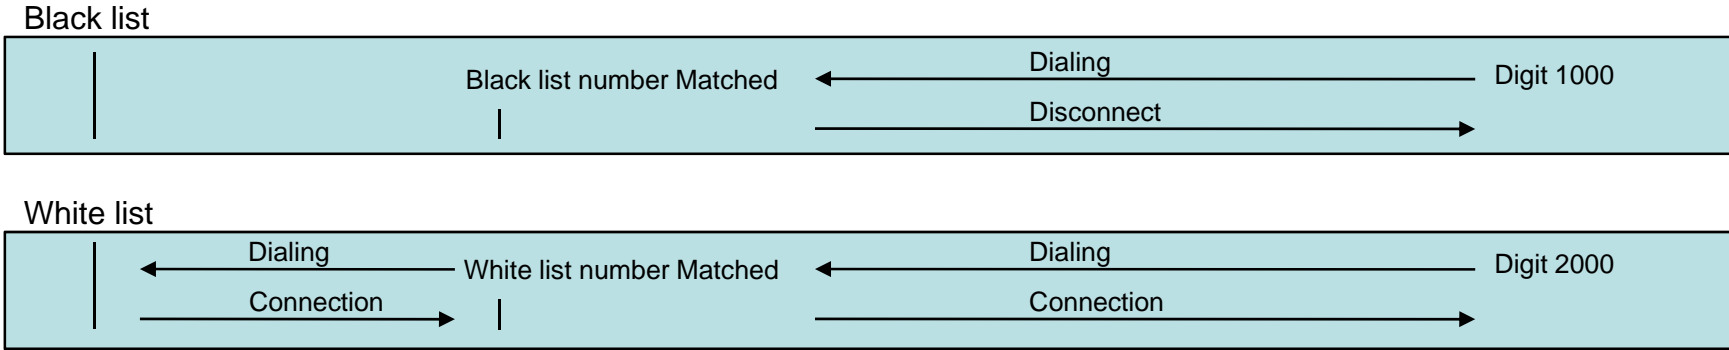 Black list
Dialing
Black list number Matched
Digit 1000
Disconnect
White list
Dialing
White list number Matched
Dialing
Digit 2000
Connection
Connection